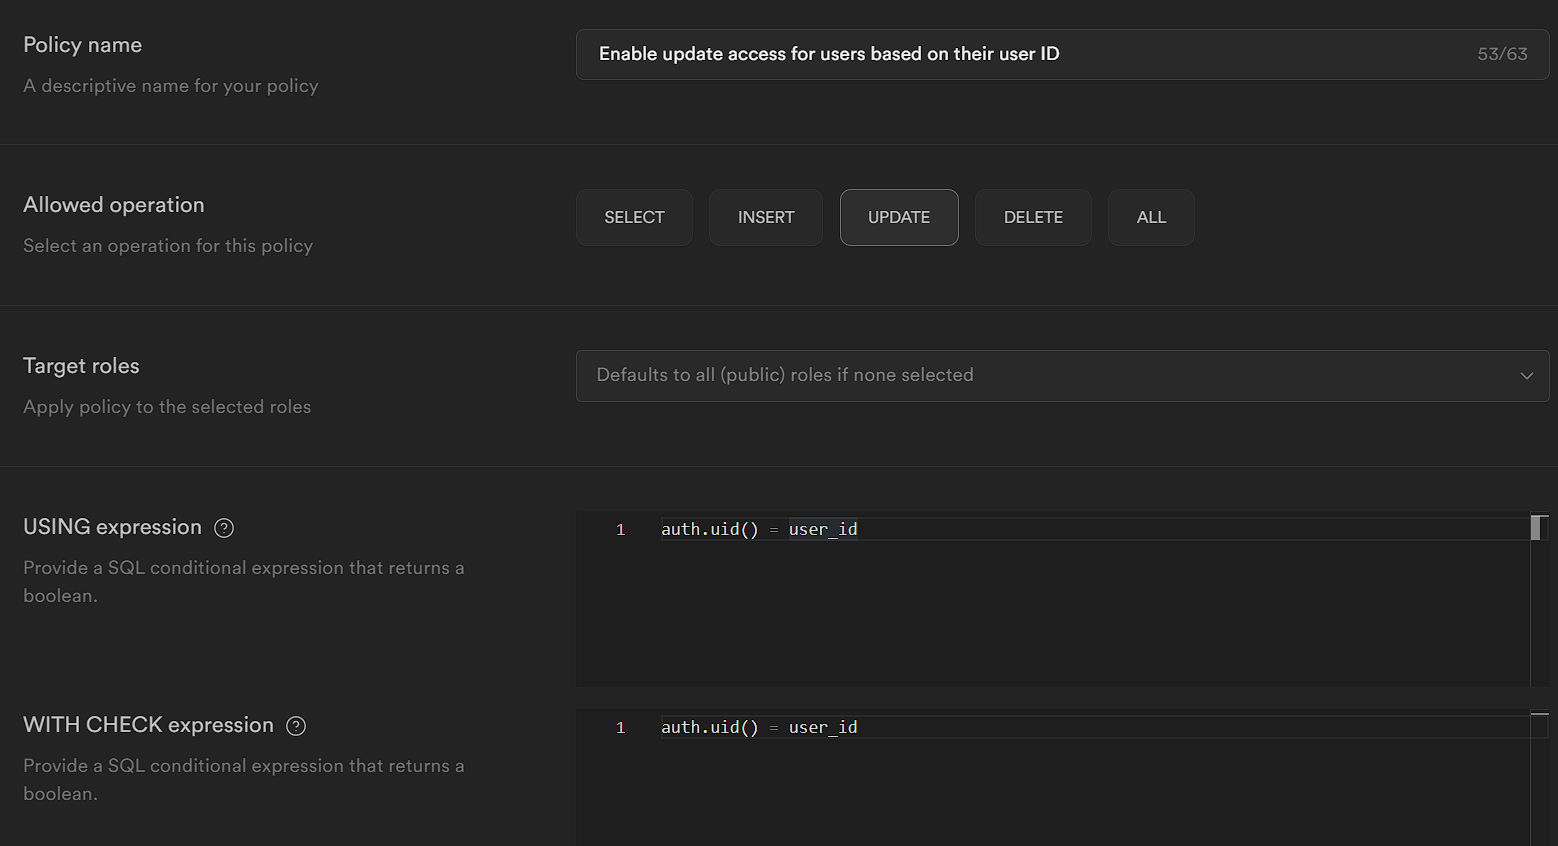 Policy name
A descriptive name for your policy
Enable update access for users based on their user ID
53/63
Allowed operation
Select an operation for this policy
SELECT
INSERT
UPDATE
DELETE
ALL
Target roles
Apply policy to the selected roles
Defaults to all (public) roles if none selected
USING expression ?
Provide a SQL conditional expression that returns a
boolean.
1 auth.uid() = user_id
WITH CHECK expression ?
Provide a SQL conditional expression that returns a
boolean.
1 auth.uid() = user_id